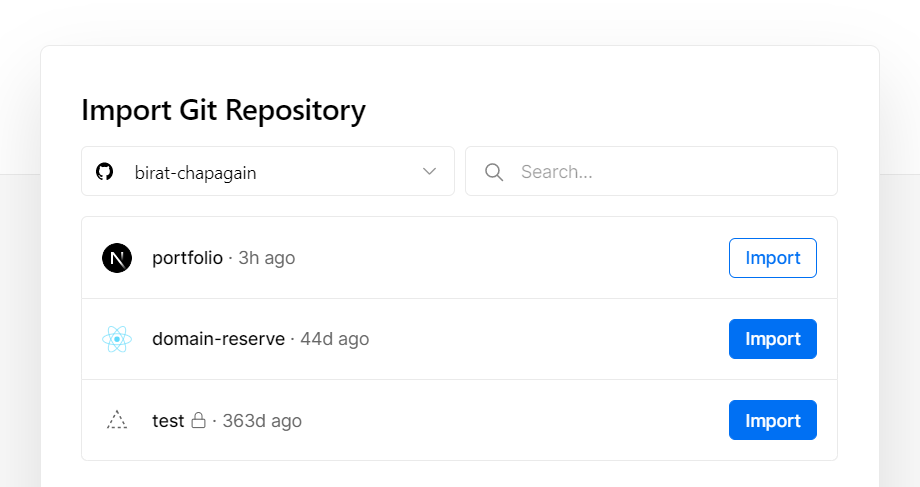 Import Git Repository
birat-chapagain
Search...
portfolio · 3h ago
Import
domain-reserve · 44d ago
Import
test · 363d ago
Import